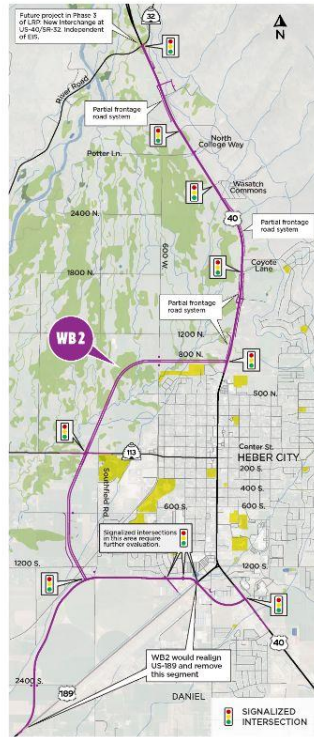 Future project in Phase 3
of LRP: New Interchange at
US-40/SR-32. Independent
of EIS.
32
N
River Road
Partial frontage
road system
North
College Way
Potter Ln.
Wasatch
Commons
2400 N.
40
Partial frontage
road system
600 W.
Coyote
Lane
1800 N.
Partial frontage
road system
1200 N.
WB2
800 N.
500 N.
Center St.
113
HEBER CITY
200 S.
400 S.
Southfield Rd.
600 S.
600 S.
Signalized intersections
in this area require
further evaluation.
1200 S.
1200 S.
WB2 would realign
US-189 and remove
this segment
40
2400 S.
189
DANIEL
SIGNALIZED
INTERSECTION